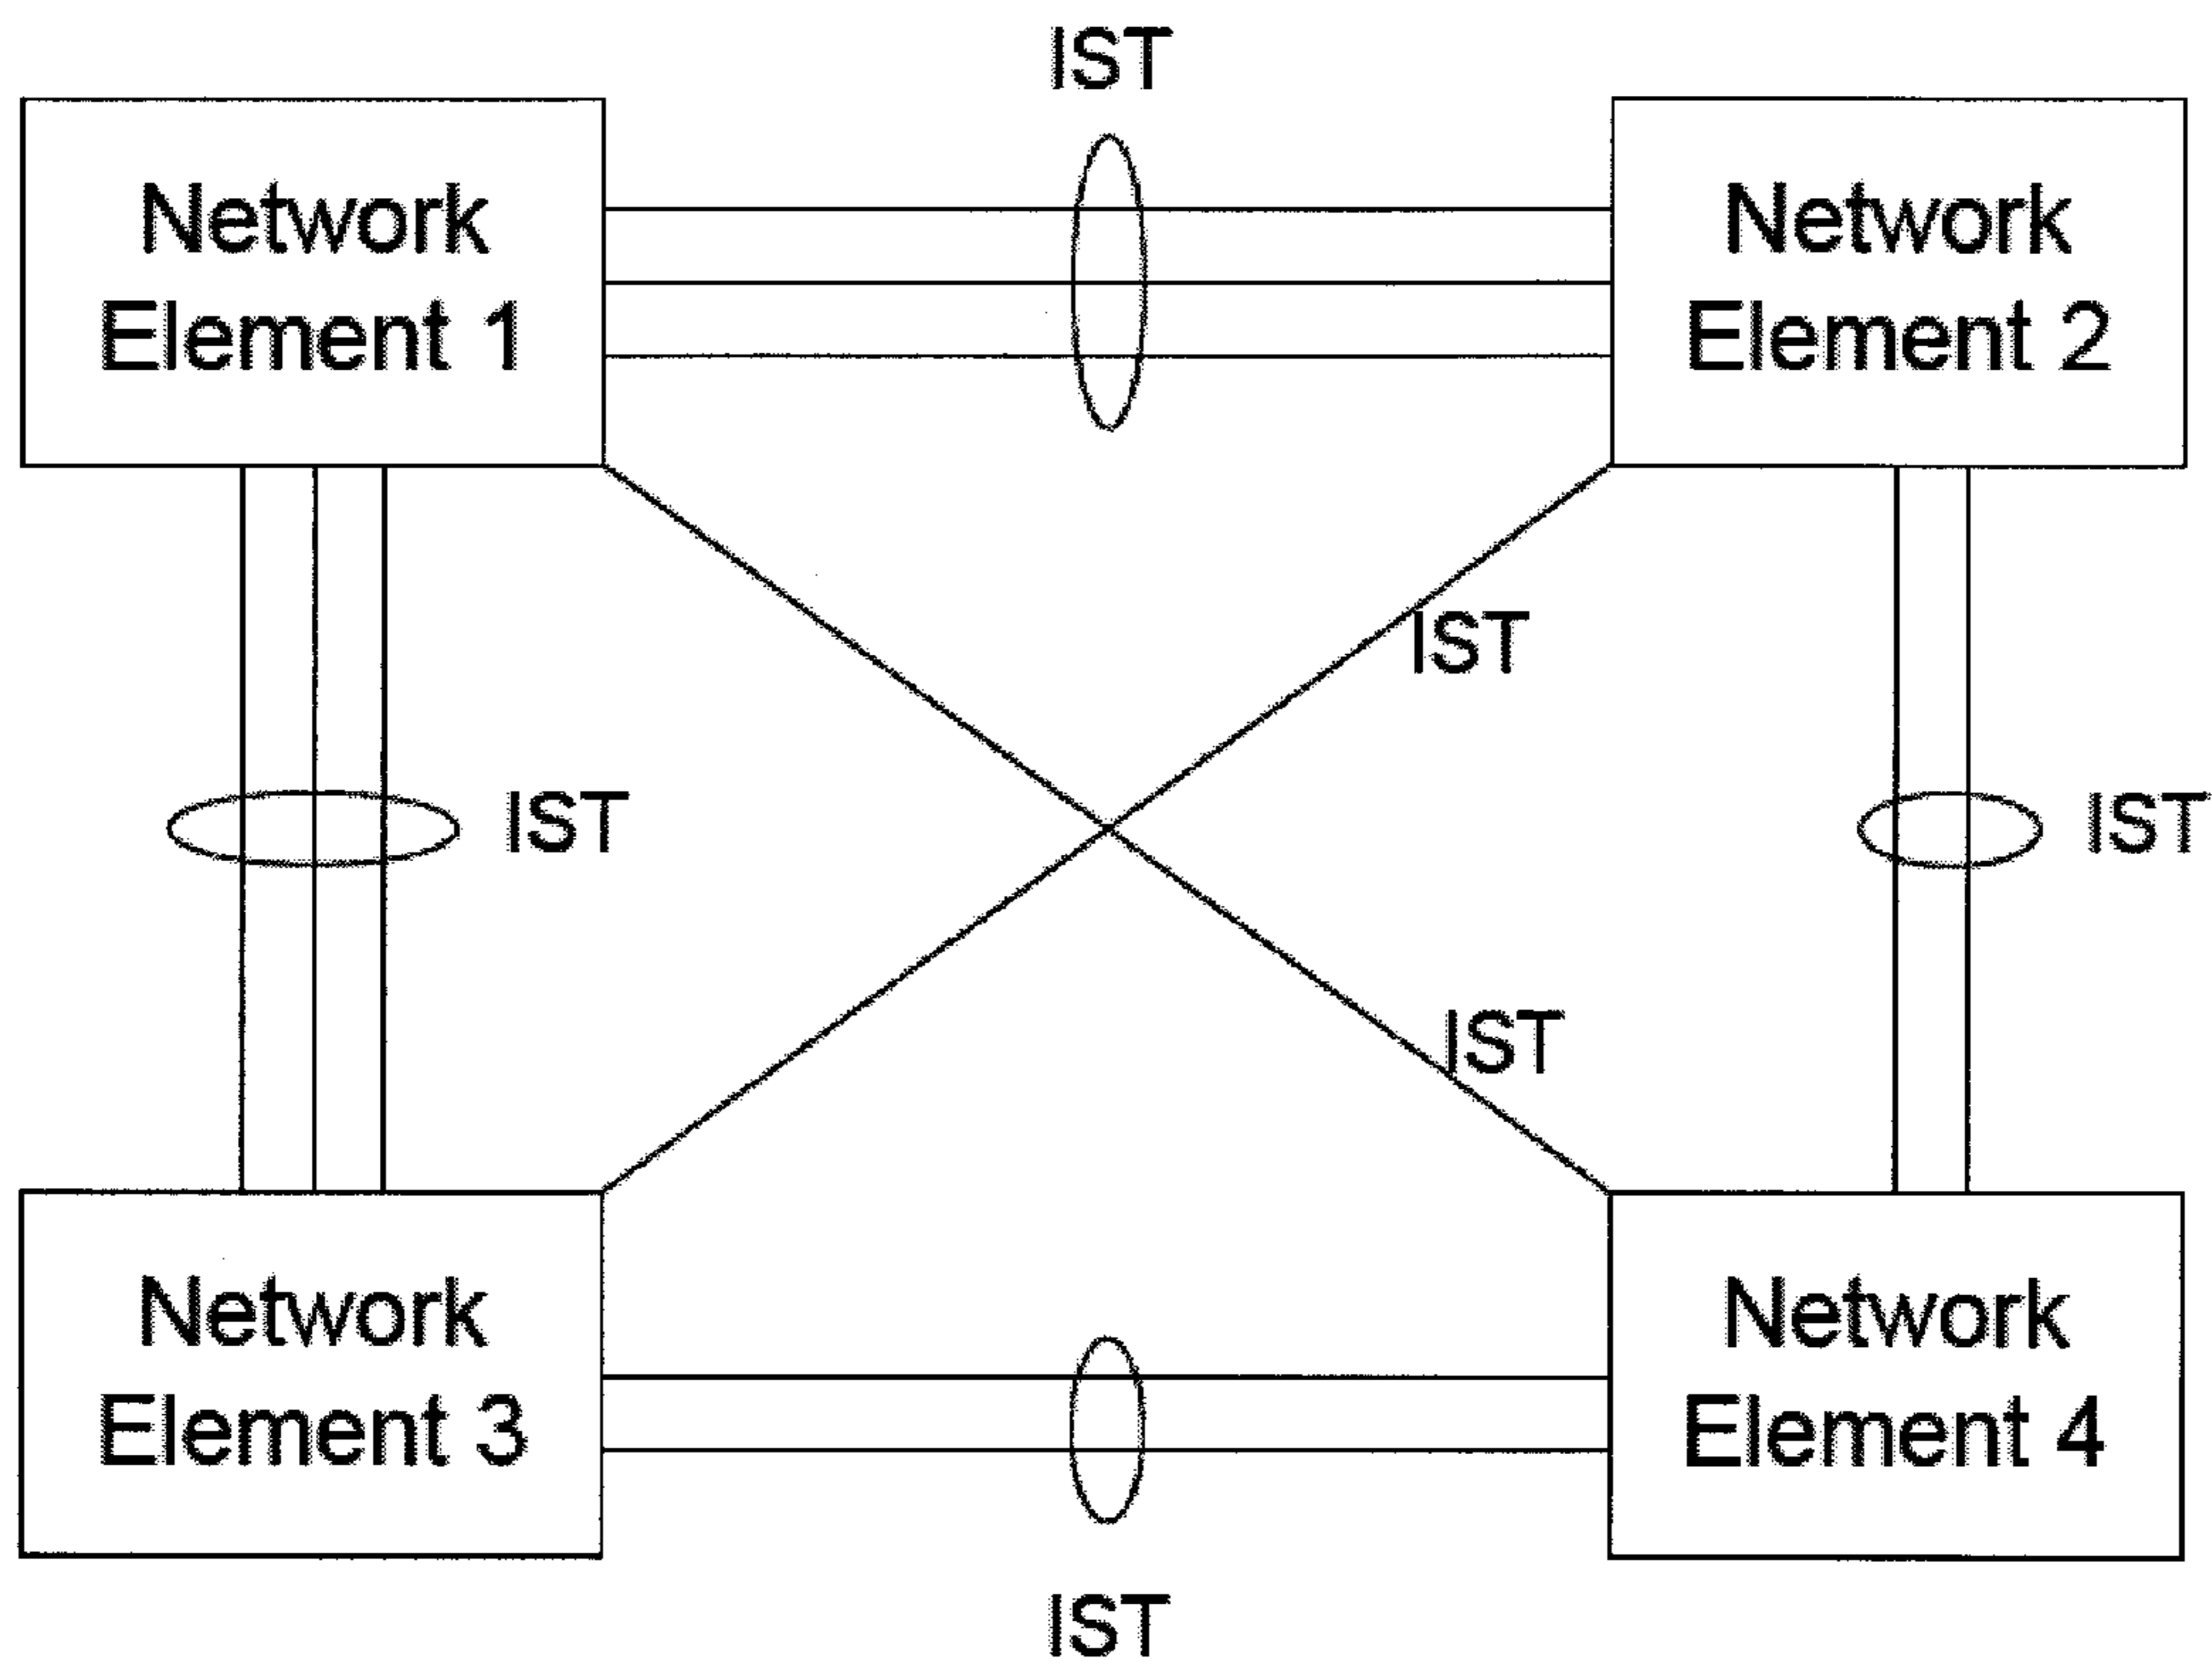 IST
Network
Element 1
Network
Element 2
IST
IST
IST
IST
Network
Element 3
Network
Element 4
IST